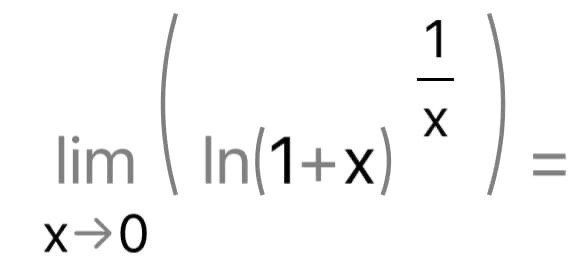 lim x→0 ( ln(1+x)^(1/x) ) =